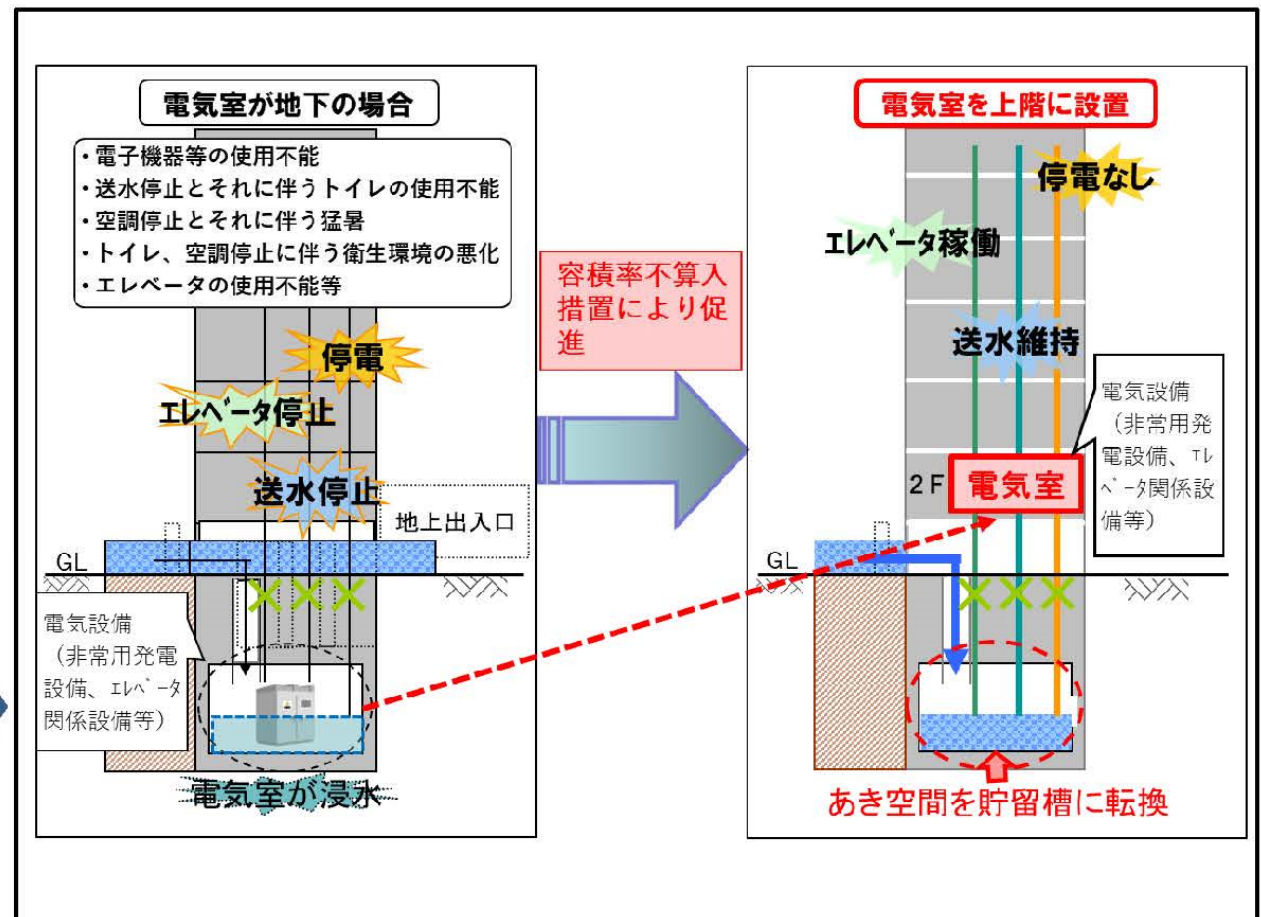 電気室が地下の場合
・電子機器等の使用不能
・送水停止とそれに伴うトイレの使用不能
・空調停止とそれに伴う猛暑
・トイレ、空調停止に伴う衛生環境の悪化
・エレベータの使用不能等
停電
エレベータ停止
送水停止
地上出入口
GL
電気設備
（非常用発電
設備、エレベータ
関係設備等）
電気室が浸水
容積率不算入
措置により促
進
電気室を上階に設置
停電なし
エレベータ稼働
送水維持
電気設備
（非常用発
電設備、エレ
ベータ関係設
備等）
2F
電気室
GL
あき空間を貯留槽に転換